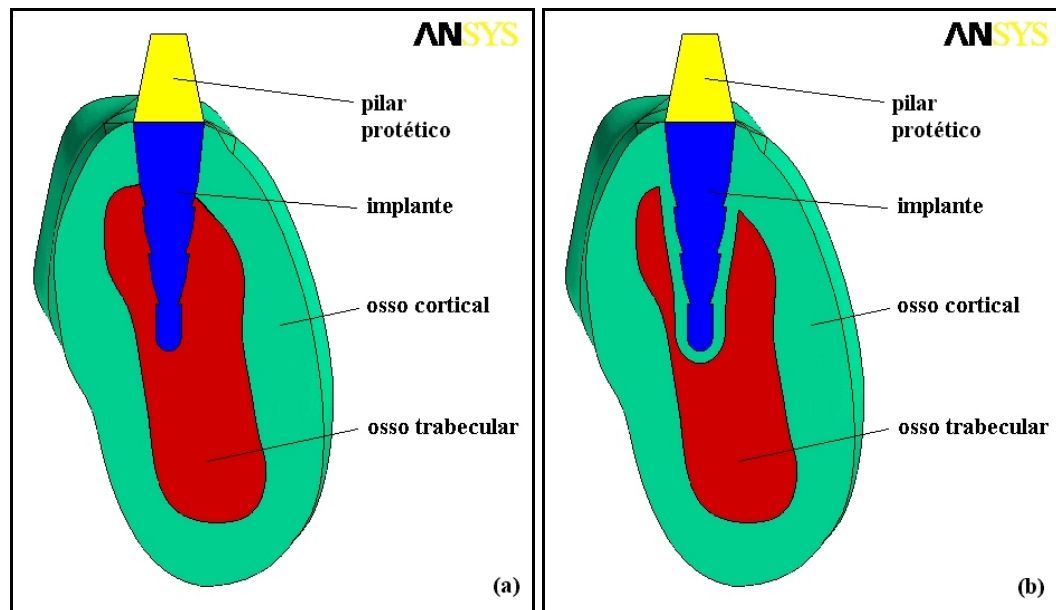 ANSYS
pilar
protético
implante
osso cortical
osso trabecular
(a)
ANSYS
pilar
protético
implante
osso cortical
osso trabecular
(b)